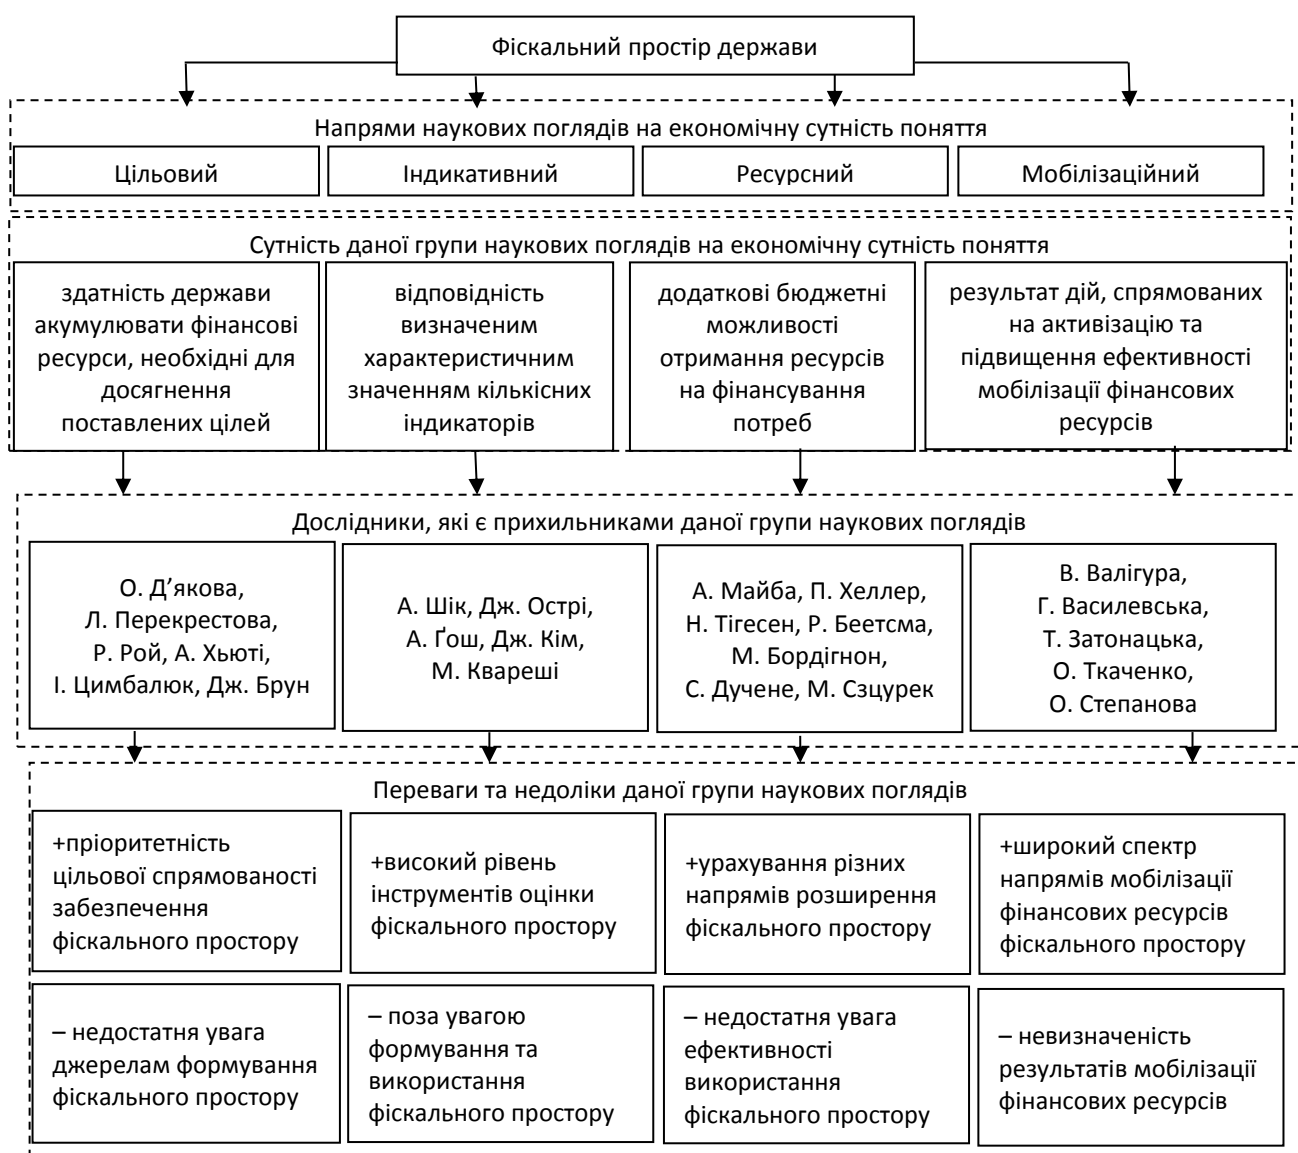 Фіскальний простір держави
Напрями наукових поглядів на економічну сутність поняття
Цільовий
Індикативний
Ресурсний
Мобілізаційний
Сутність даної групи наукових поглядів на економічну сутність поняття
здатність держави
акумулювати фінансові
ресурси, необхідні для
досягнення
поставлених цілей
відповідність
визначеним
характеристичним
значенням кількісних
індикаторів
додаткові бюджетні
можливості
отримання ресурсів
на фінансування
потреб
результат дій, спрямованих
на активізацію та
підвищення ефективності
мобілізації фінансових
ресурсів
Дослідники, які є прихильниками даної групи наукових поглядів
О. Д’якова,
Л. Перекрестова,
Р. Рой, А. Хьюті,
І. Цимбалюк, Дж. Брун
А. Шік, Дж. Острі,
А. Ґош, Дж. Кім,
М. Квареші
А. Майба, П. Хеллер,
Н. Тігесен, Р. Беетсма,
М. Бордігнон,
С. Дучене, М. Сзцурек
В. Валігура,
Г. Василевська,
Т. Затонацька,
О. Ткаченко,
О. Степанова
Переваги та недоліки даної групи наукових поглядів
+пріоритетність
цільової спрямованості
забезпечення
фіскального простору
+високий рівень
інструментів оцінки
фіскального простору
+урахування різних
напрямів розширення
фіскального простору
+широкий спектр
напрямів мобілізації
фінансових ресурсів
фіскального простору
– недостатня увага
джерелам формування
фіскального простору
– поза увагою
формування та
використання
фіскального простору
– недостатня увага
ефективності
використання
фіскального простору
– невизначеність
результатів мобілізації
фінансових ресурсів